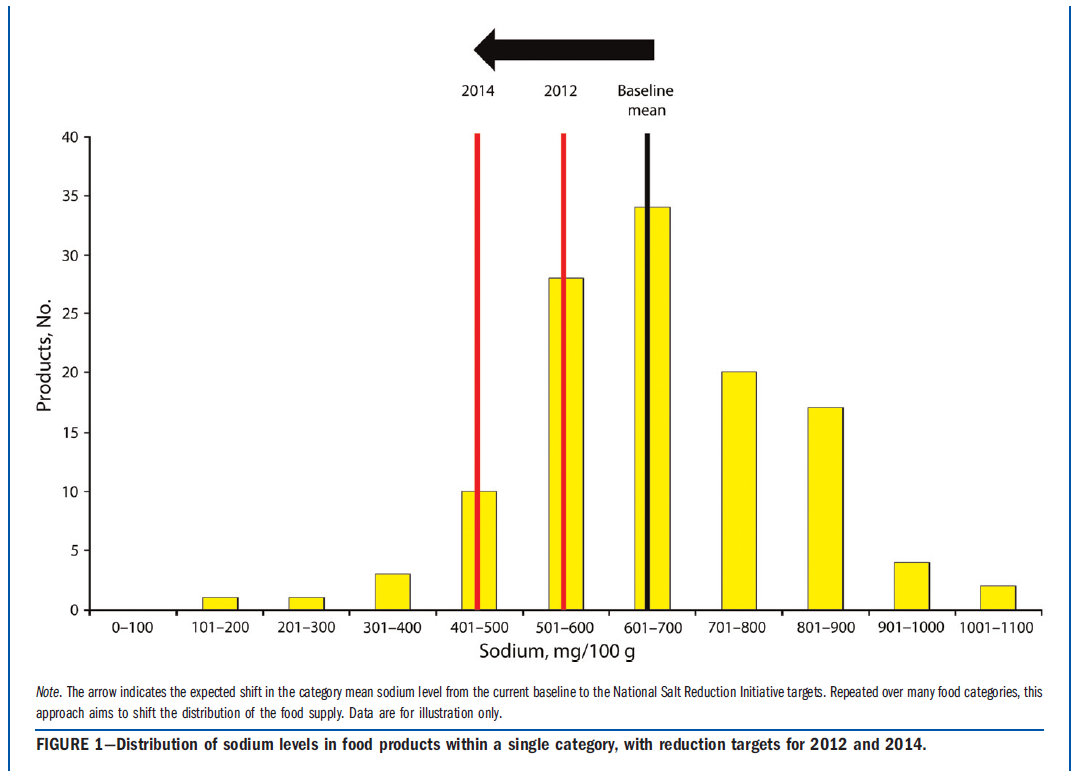 2014 2012 Baseline
mean
40
35
30
25
20
15
10
5
0
Products, No.
0–100 101–200 201–300 301–400 401–500 501–600 601–700 701–800 801–900 901–1000 1001–1100
Sodium, mg/100 g
Note. The arrow indicates the expected shift in the category mean sodium level from the current baseline to the National Salt Reduction Initiative targets. Repeated over many food categories, this
approach aims to shift the distribution of the food supply. Data are for illustration only.
FIGURE 1—Distribution of sodium levels in food products within a single category, with reduction targets for 2012 and 2014.